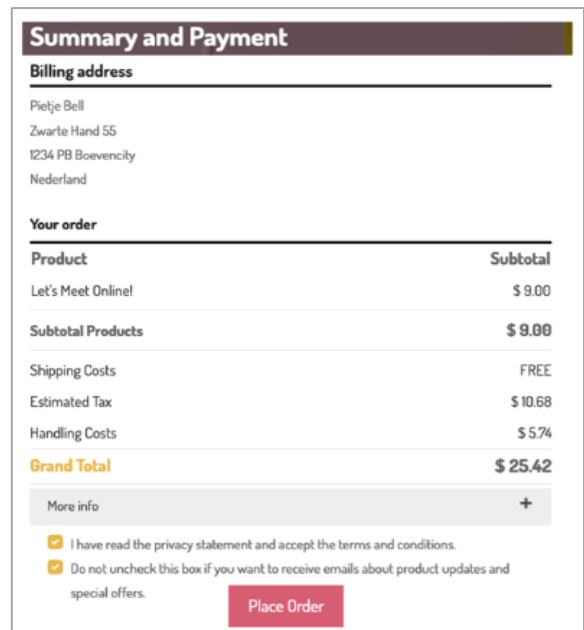 Summary and Payment
Billing address
Pietje Bell
Zwarte Hand 55
1234 PB Boevencity
Nederland
Your order
Product Subtotal
Let's Meet Online! $ 9.00
Subtotal Products $ 9.00
Shipping Costs FREE
Estimated Tax $ 10.68
Handling Costs $ 5.74
Grand Total $ 25.42
More info +
I have read the privacy statement and accept the terms and conditions.
Do not uncheck this box if you want to receive emails about product updates and
special offers.
Place Order